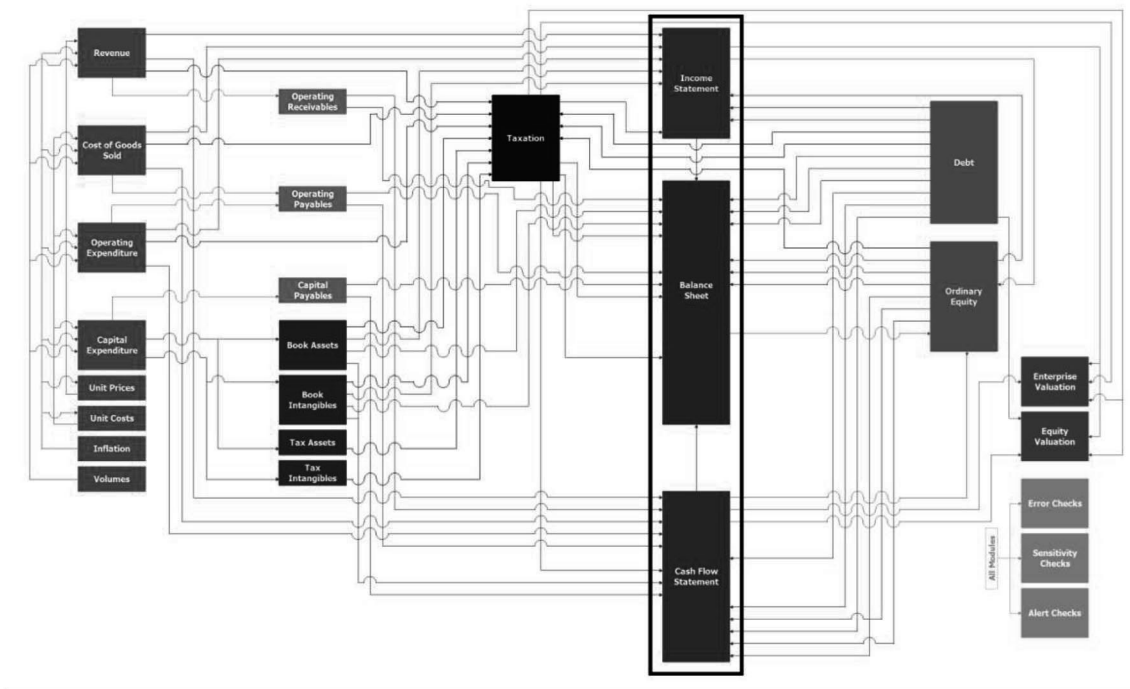 Revenue
Cost of Goods
Sold
Operating
Expenditure
Capital
Expenditure
Unit Prices
Unit Costs
Inflation
Volumes
Operating
Receivables
Operating
Payables
Capital
Payables
Book Assets
Book
Intangibles
Tax Assets
Tax
Intangibles
Taxation
Income
Statement
Balance
Sheet
Cash Flow
Statement
Debt
Ordinary
Equity
Enterprise
Valuation
Equity
Valuation
All Modules
Error Checks
Sensitivity
Checks
Alert Checks